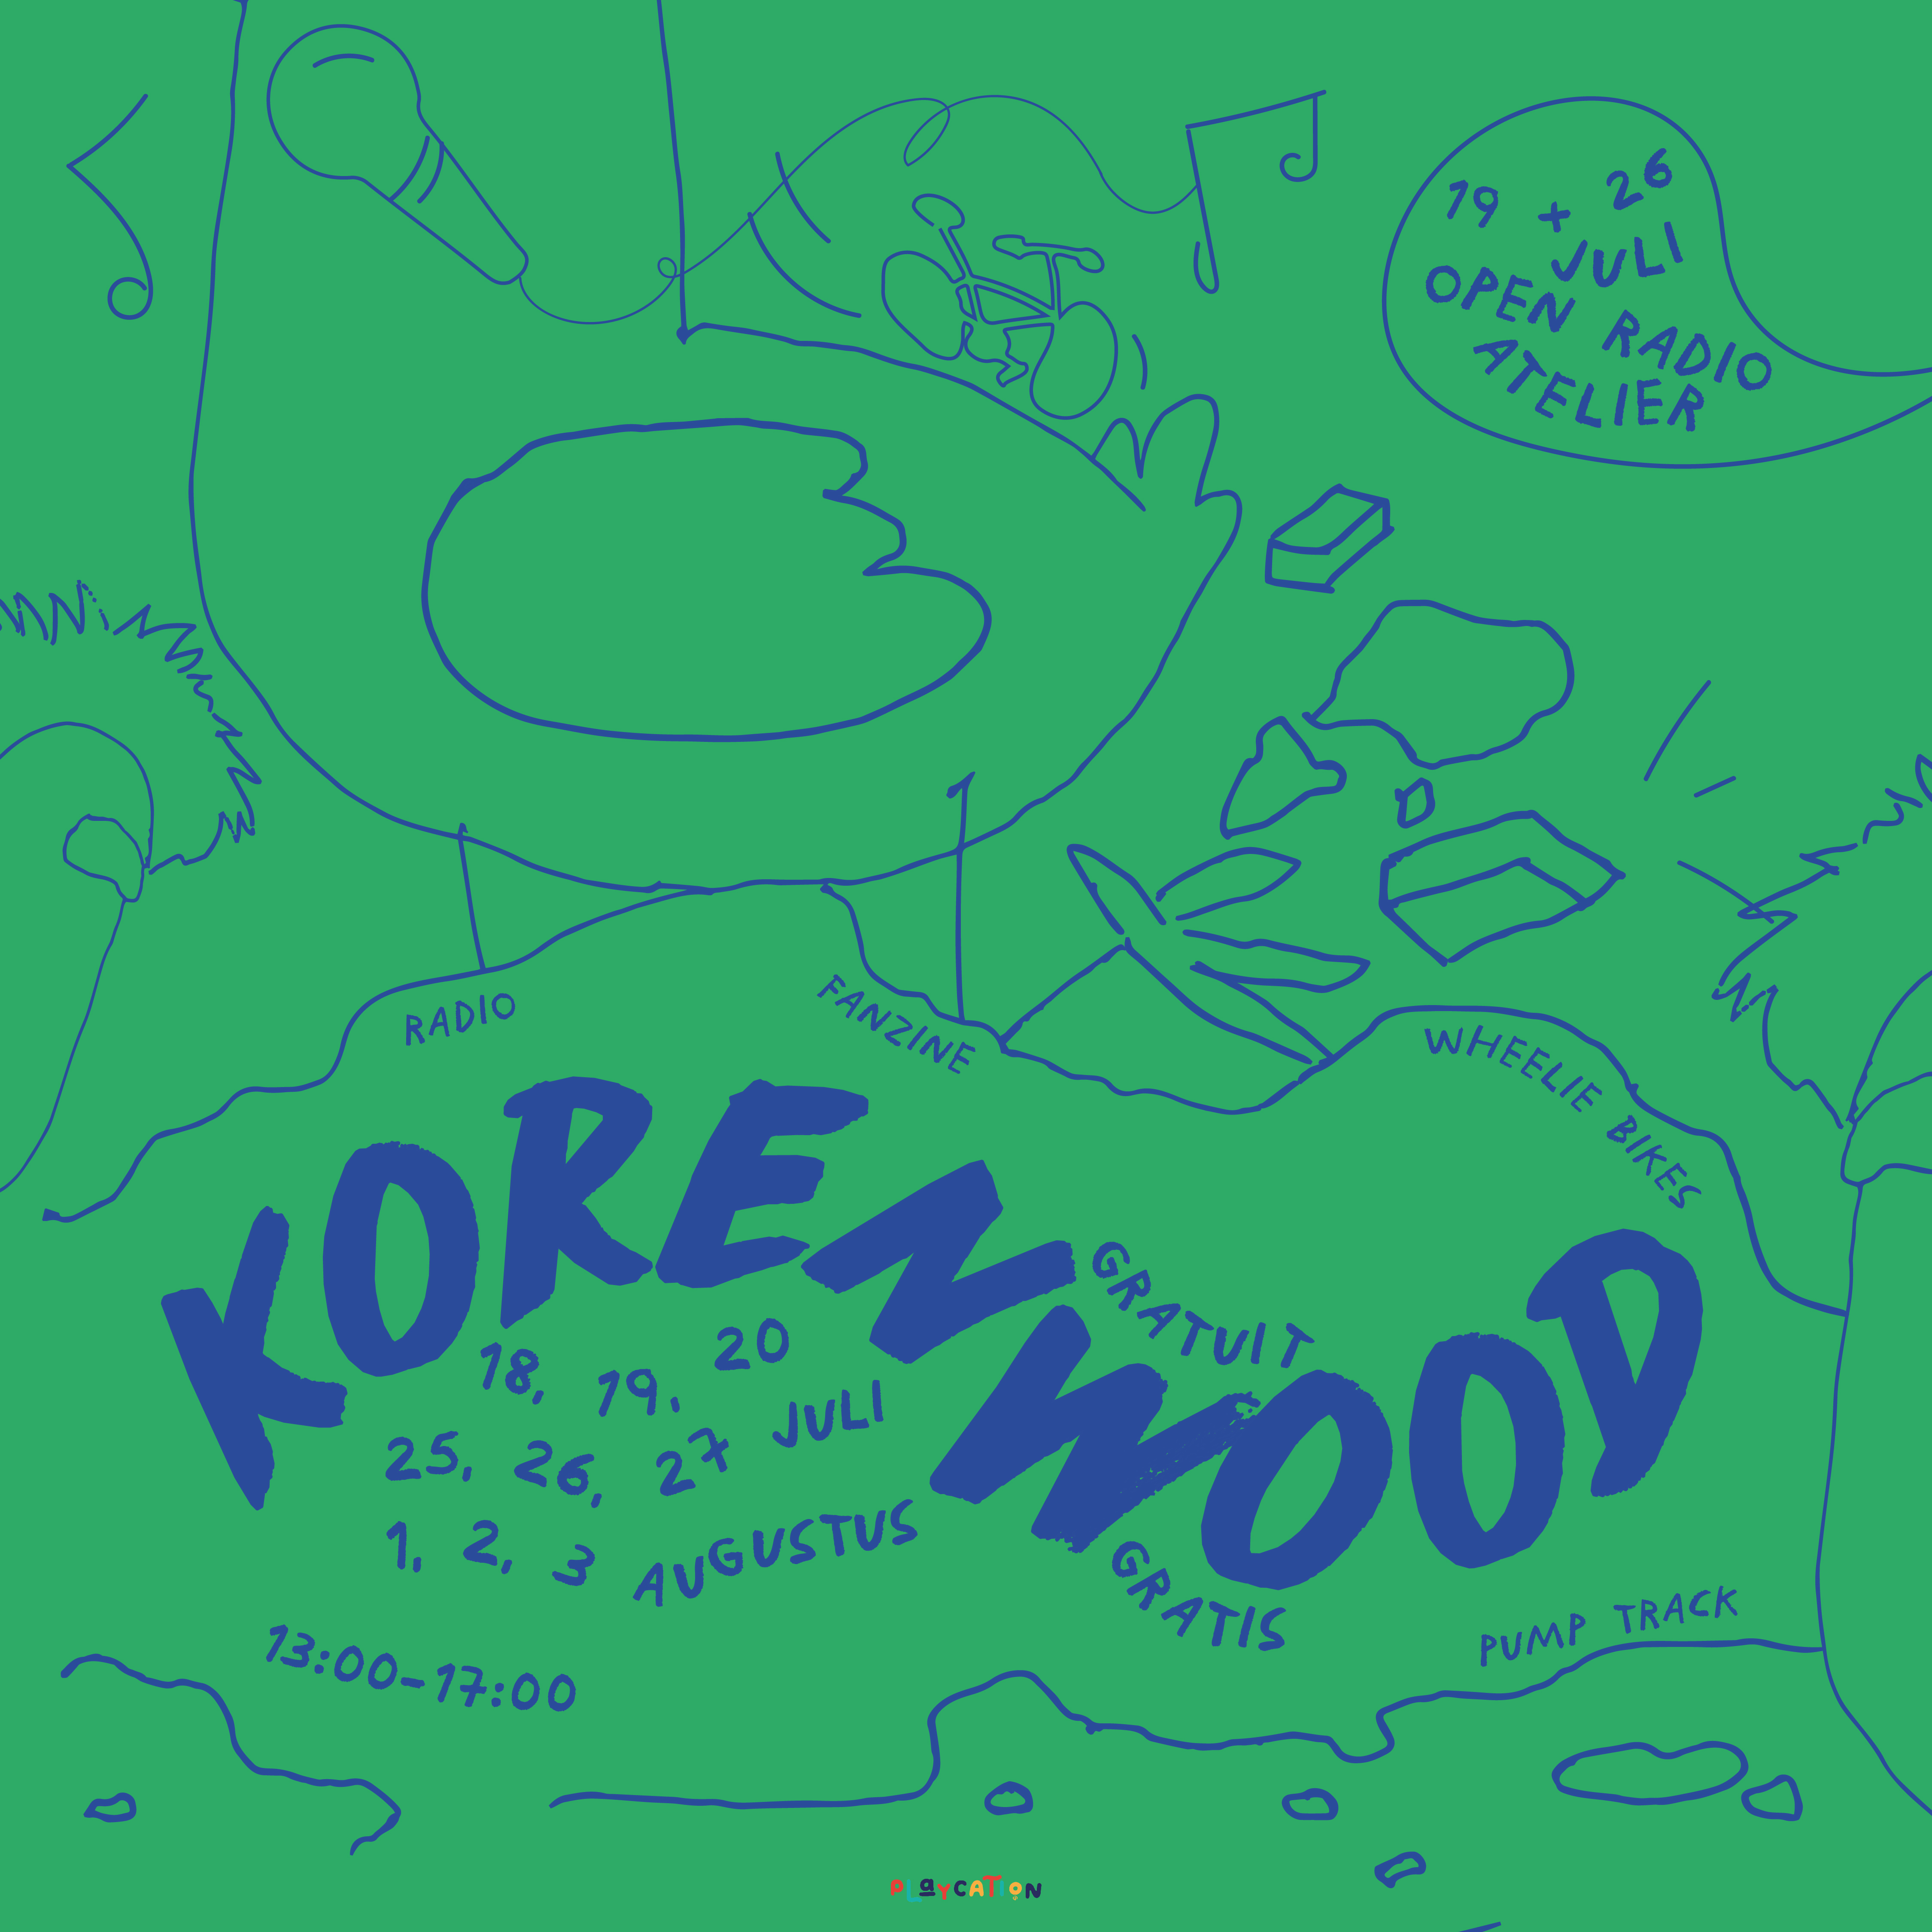 19 + 26
JULI
OPEN RADIO
ATELIER
RADIO
FANZINE
WHEELIE BIKES
KOREMMOOD
GRATUIT
18, 19, 20
JULI
25, 26, 27
1, 2, 3 AUGUSTUS
GRATIS
13:00-17:00
PUMP TRACK
PLaYCATiON